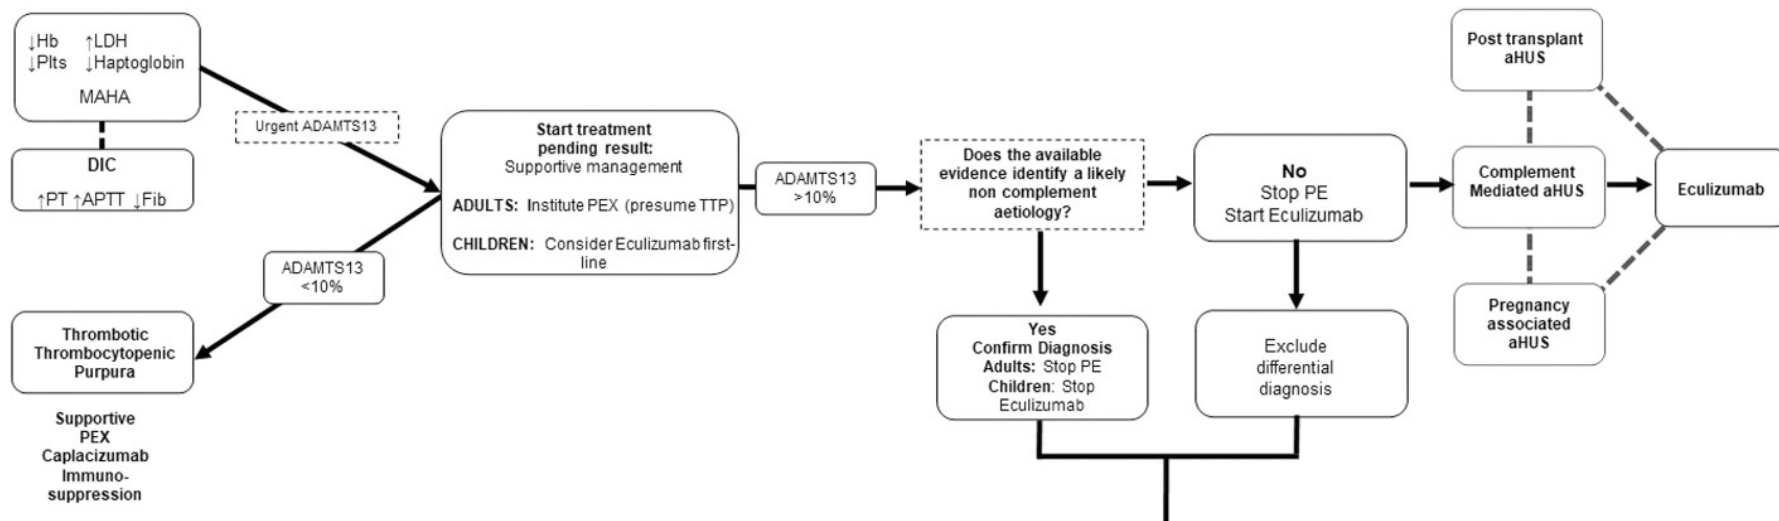 ↓Hb ↑LDH
↓Plts ↓Haptoglobin
MAHA
DIC
↑PT ↑APTT ↓Fib
Urgent ADAMTS13
Start treatment
pending result:
Supportive management
ADULTS: Institute PEX (presume TTP)
CHILDREN: Consider Eculizumab first-
line
ADAMTS13
<10%
Thrombotic
Thrombocytopenic
Purpura
Supportive
PEX
Caplacizumab
Immuno-
suppression
ADAMTS13
>10%
Does the available
evidence identify a likely
non complement
aetiology?
Yes
Confirm Diagnosis
Adults: Stop PE
Children: Stop
Eculizumab
No
Stop PE
Start Eculizumab
Exclude
differential
diagnosis
Post transplant
aHUS
Complement
Mediated aHUS
Pregnancy
associated
aHUS
Eculizumab